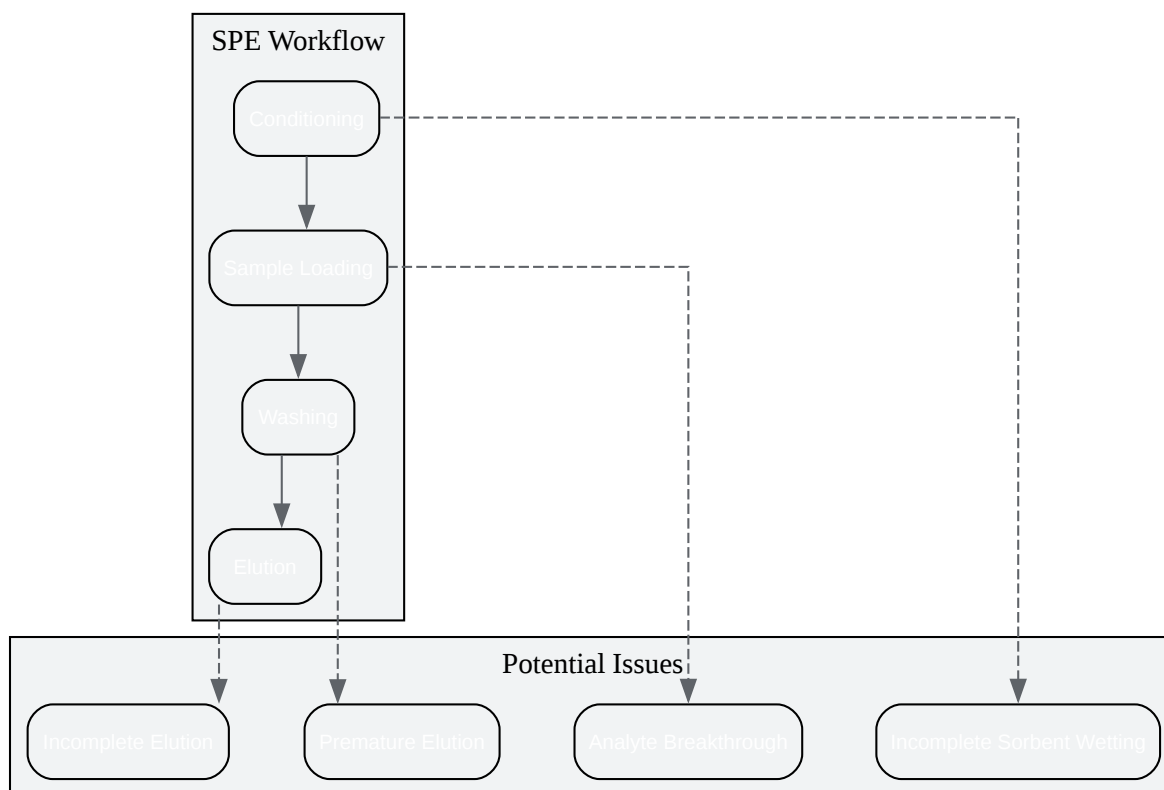 SPE Workflow
Conditioning
Sample Loading
Washing
Elution
Potential Issues
Incomplete Elution
Premature Elution
Analyte Breakthrough
Incomplete Sorbent Wetting